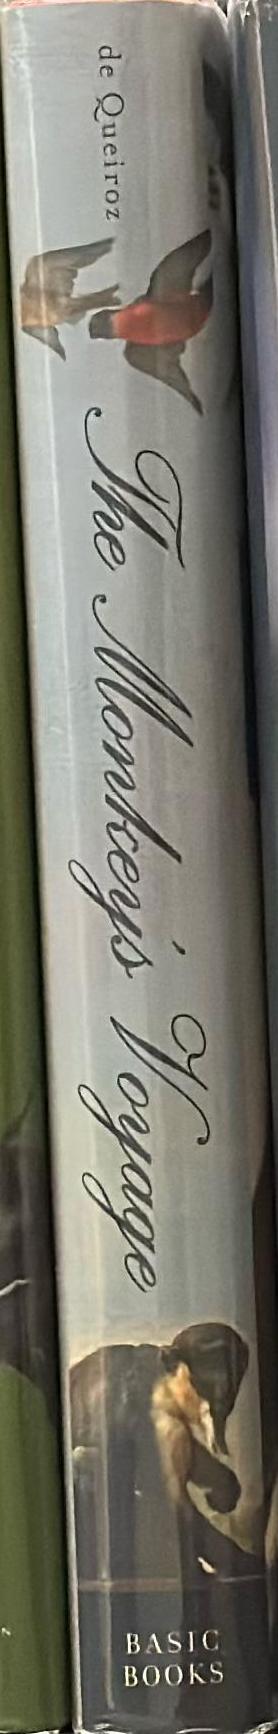 de Queiroz
The Monkey's Voyage
BASIC
BOOKS